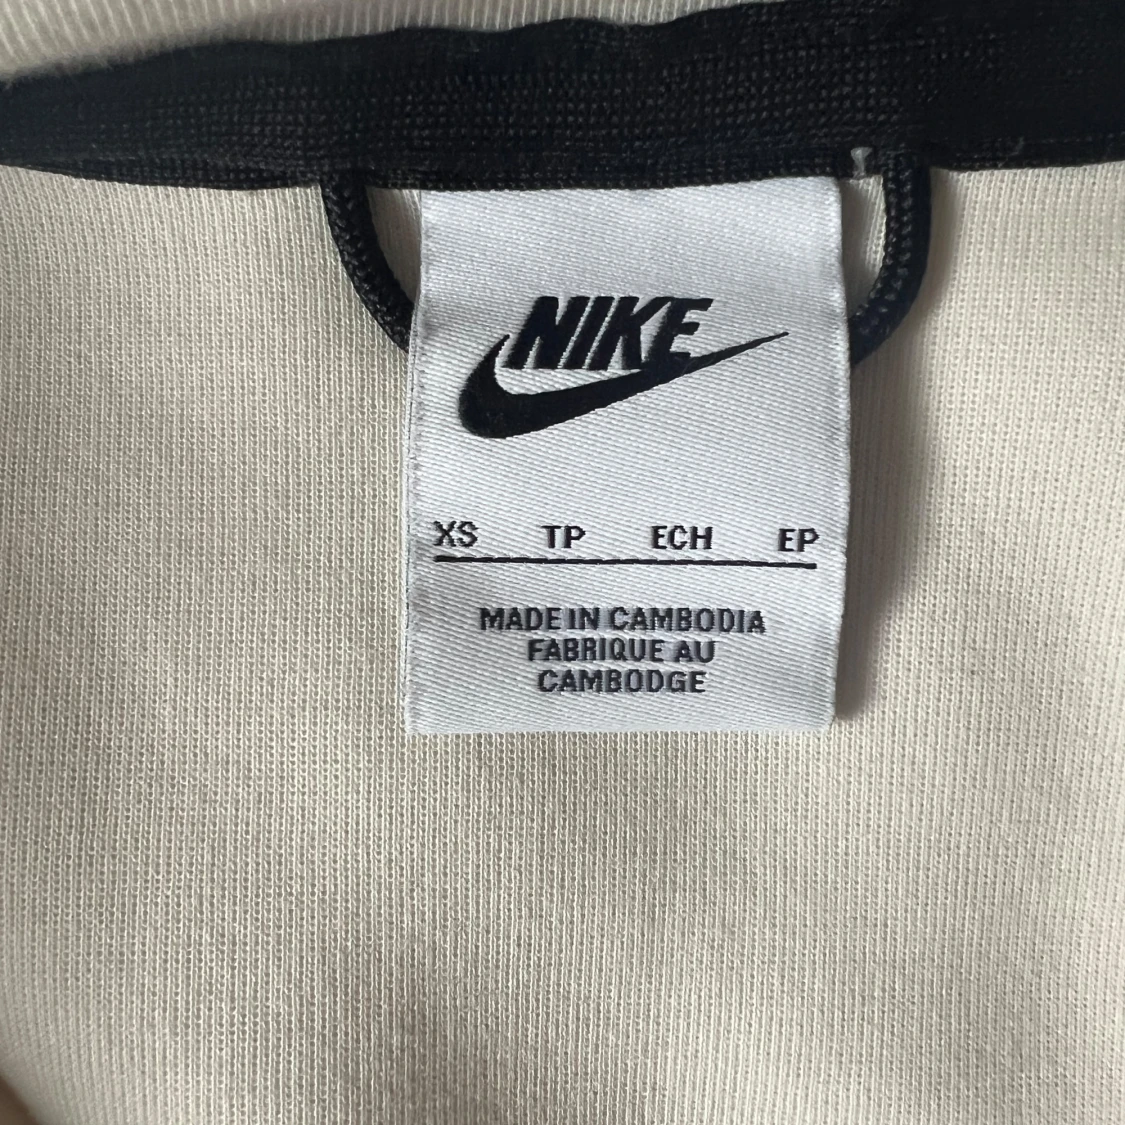 NIKE
XS TP ECH EP
MADE IN CAMBODIA
FABRIQUE AU
CAMBODGE